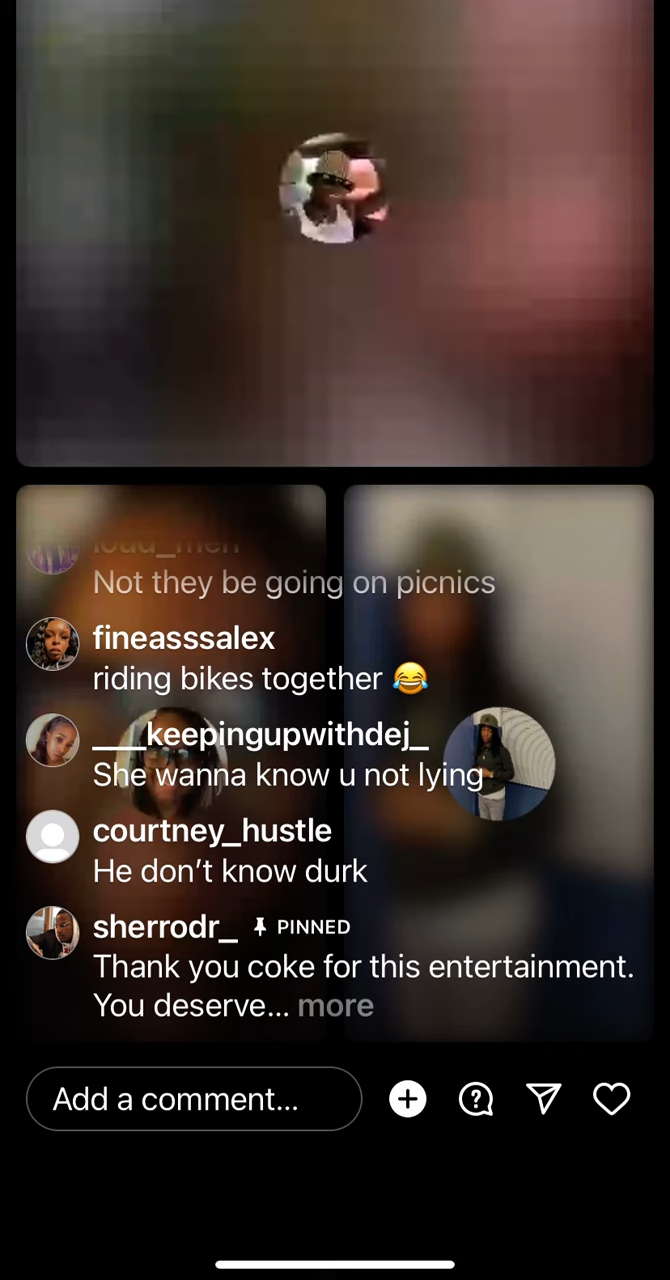 loud_men
Not they be going on picnics
fineasssalex
riding bikes together 😂
___keepingupwithdej_
She wanna know u not lying
courtney_hustle
He don’t know durk
sherrodr_ PINNED
Thank you coke for this entertainment.
You deserve... more
Add a comment...